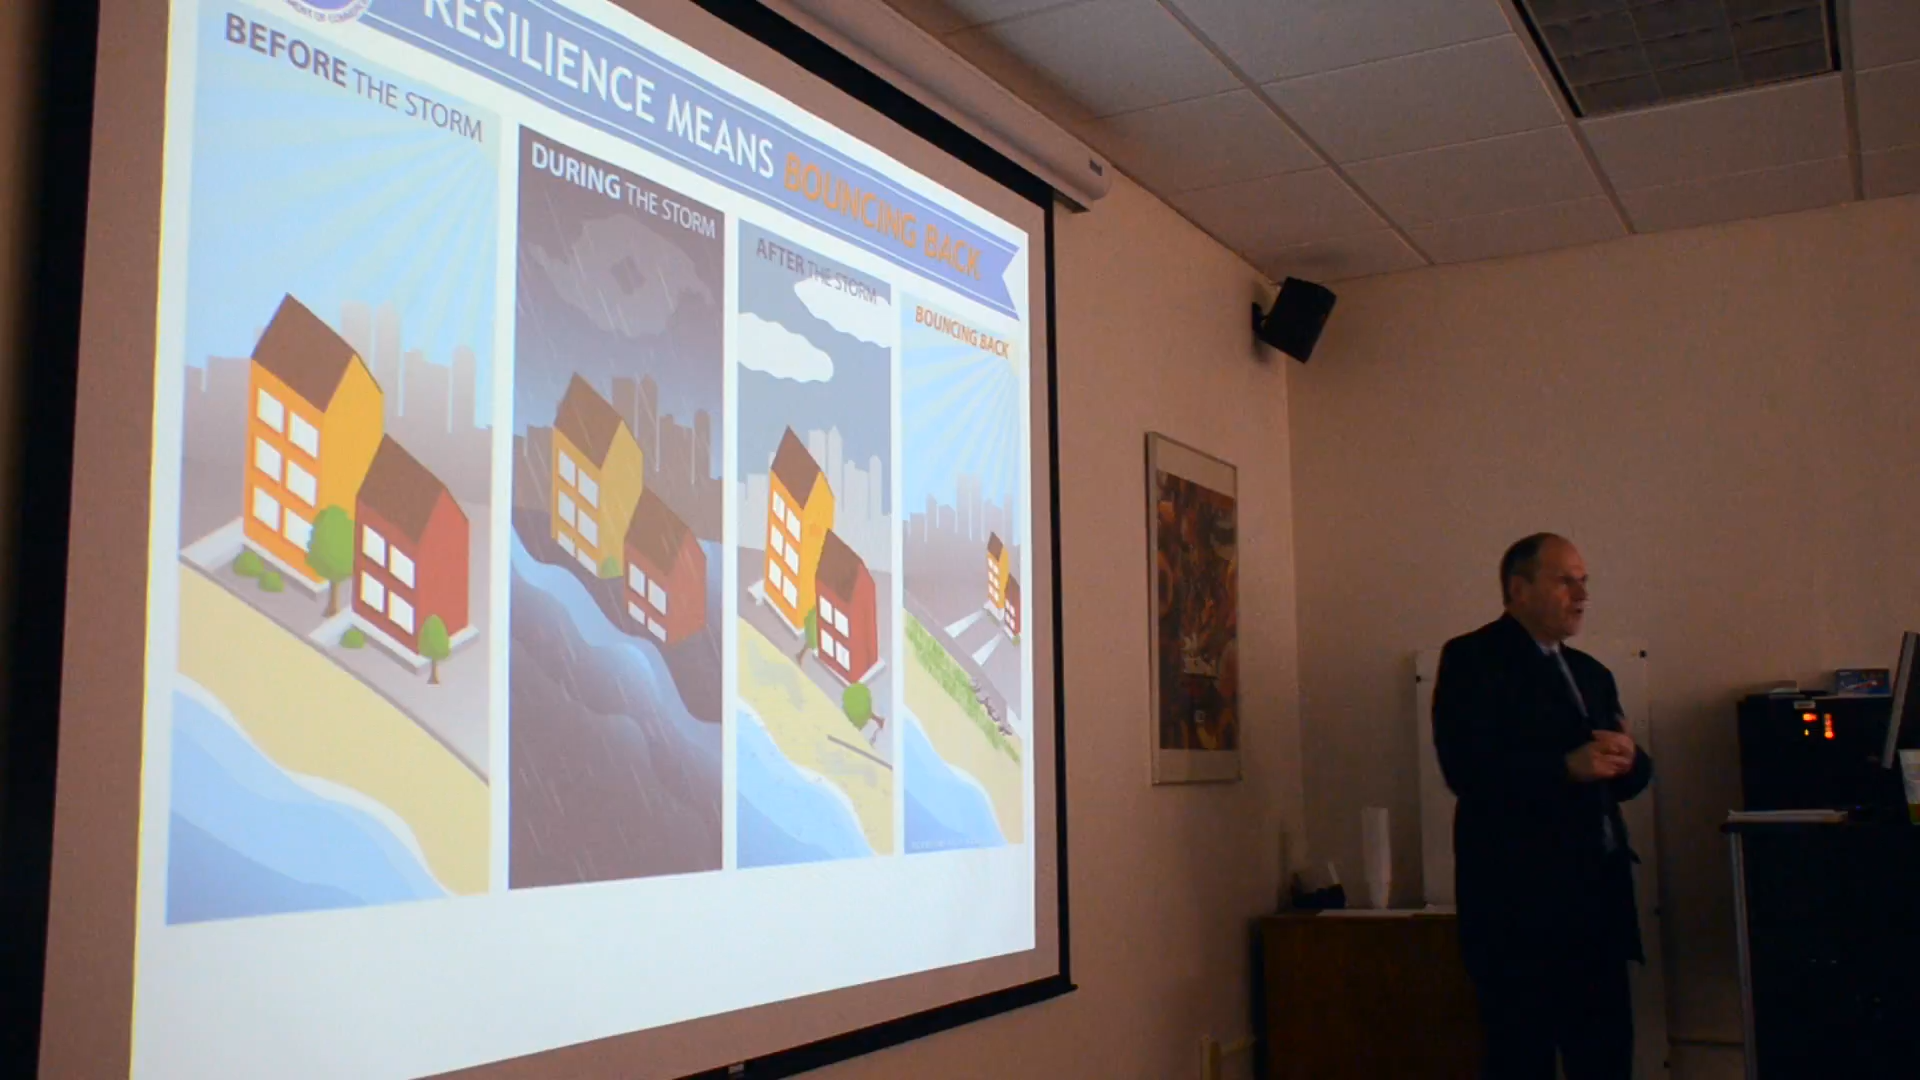 RESILIENCE MEANS BOUNCING BACK
BEFORE THE STORM
DURING THE STORM
AFTER THE STORM
BOUNCING BACK